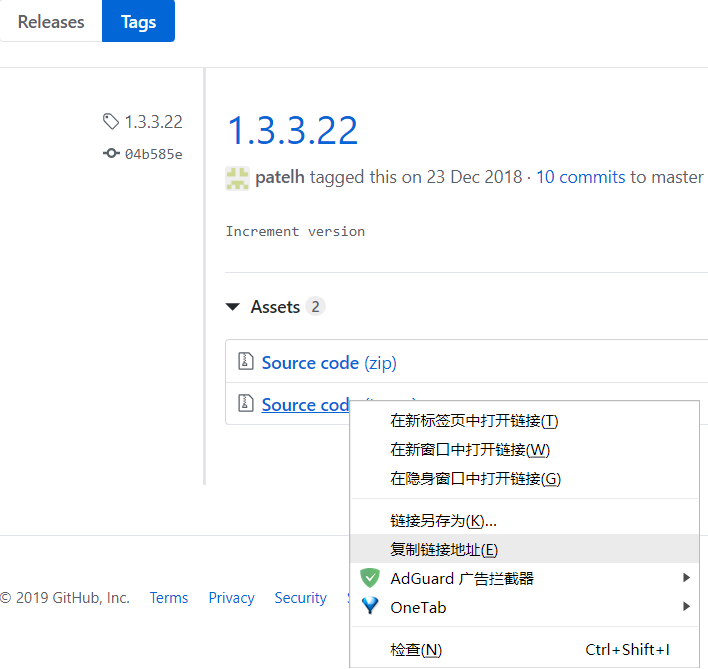 Releases Tags
1.3.3.22
04b585e
1.3.3.22
patelh tagged this on 23 Dec 2018 · 10 commits to master
Increment version
Assets 2
Source code (zip)
Source cod
在新标签页中打开链接(T)
在新窗口中打开链接(W)
在隐身窗口中打开链接(G)
链接另存为(K)...
复制链接地址(E)
AdGuard 广告拦截器
OneTab
检查(N) Ctrl+Shift+I
© 2019 GitHub, Inc. Terms Privacy Security